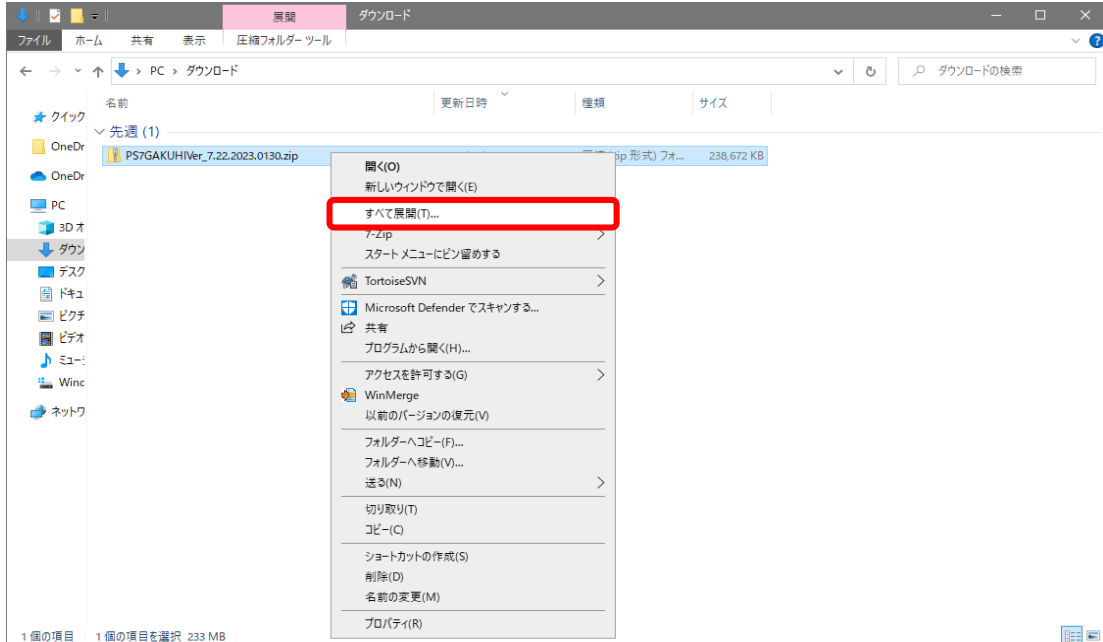 展開
ダウンロード
ファイル
ホーム
共有
表示
圧縮フォルダー ツール
PC
ダウンロード
ダウンロードの検索
名前
更新日時
種類
サイズ
クイック
OneDr
OneDr
PC
3D オ
ダウン
デスク
ドキュ
ピクチ
ビデオ
ミュー
Winc
ネットワ
先週 (1)
PS7GAKUHIVer_7.22.2023.0130.zip
ip 形式) フォ...
238,672 KB
開く(O)
新しいウィンドウで開く(E)
すべて展開(T)...
7-Zip
スタート メニューにピン留めする
TortoiseSVN
Microsoft Defender でスキャンする...
共有
プログラムから開く(H)...
アクセスを許可する(G)
WinMerge
以前のバージョンの復元(V)
フォルダーへコピー(F)...
フォルダーへ移動(V)...
送る(N)
切り取り(T)
コピー(C)
ショートカットの作成(S)
削除(D)
名前の変更(M)
プロパティ(R)
1 個の項目
1 個の項目を選択 233 MB